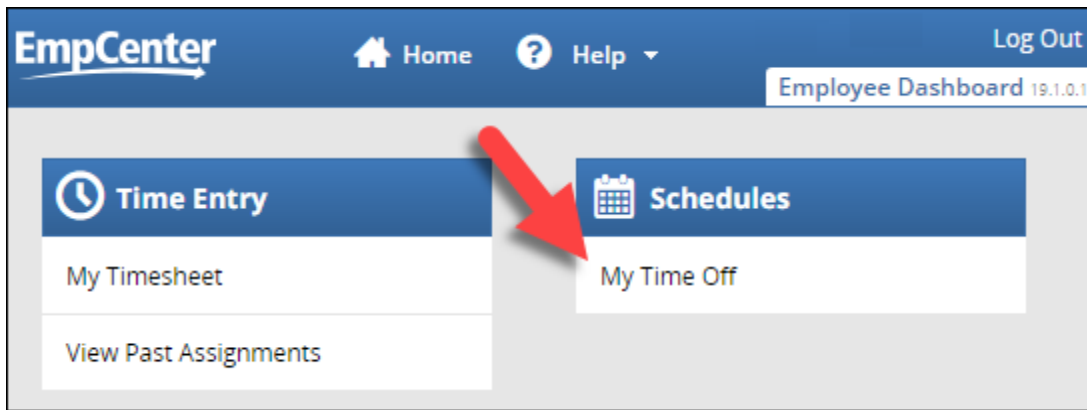 EmpCenter
Home
Help
Log Out
Employee Dashboard 19.1.0.1
Time Entry
Schedules
My Timesheet
My Time Off
View Past Assignments